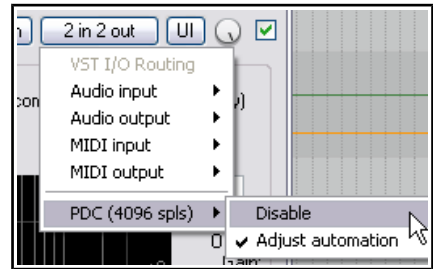 2 in 2 out UI
VST I/O Routing
Audio input
Audio output
MIDI input
MIDI output
PDC (4096 spls)
Disable
Adjust automation
Gain: